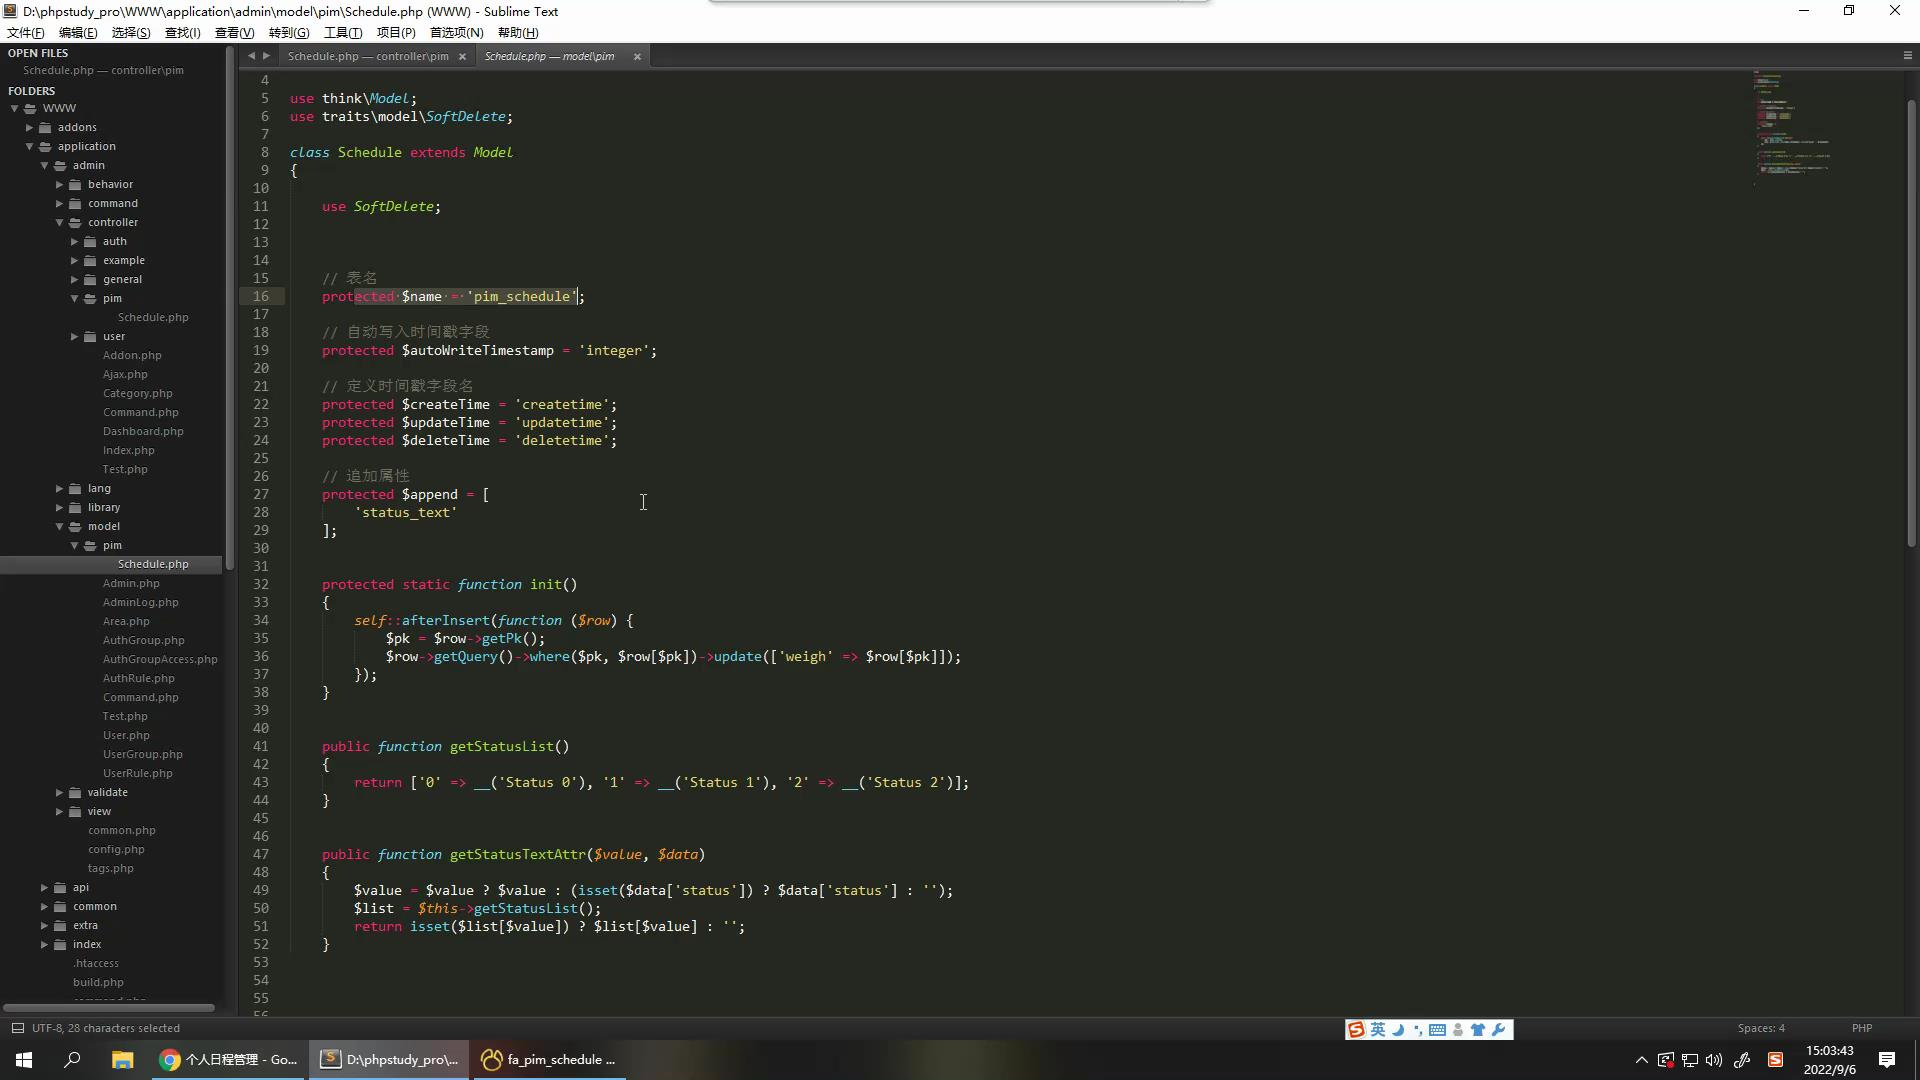 D:\phpstudy_pro\WWW\application\admin\model\pim\Schedule.php (WWW) - Sublime Text
文件(F) 编辑(E) 选择(S) 查找(I) 查看(V) 转到(G) 工具(T) 项目(P) 首选项(N) 帮助(H)
OPEN FILES
Schedule.php — controller\pim
FOLDERS
WWW
addons
application
admin
behavior
command
controller
auth
example
general
pim
Schedule.php
user
Addon.php
Ajax.php
Category.php
Command.php
Dashboard.php
Index.php
Test.php
lang
library
model
pim
Schedule.php
Admin.php
AdminLog.php
Area.php
AuthGroup.php
AuthGroupAccess.php
AuthRule.php
Command.php
Test.php
User.php
UserGroup.php
UserRule.php
validate
view
common.php
config.php
tags.php
api
common
extra
index
.htaccess
build.php
command.php
Schedule.php — controller\pim × Schedule.php — model\pim ×
4
5 use think\Model;
6 use traits\model\SoftDelete;
7
8 class Schedule extends Model
9 {
10
11 use SoftDelete;
12
13
14
15 // 表名
16 protected $name = 'pim_schedule';
17
18 // 自动写入时间戳字段
19 protected $autoWriteTimestamp = 'integer';
20
21 // 定义时间戳字段名
22 protected $createTime = 'createtime';
23 protected $updateTime = 'updatetime';
24 protected $deleteTime = 'deletetime';
25
26 // 追加属性
27 protected $append = [
28 'status_text'
29 ];
30
31
32 protected static function init()
33 {
34 self::afterInsert(function ($row) {
35 $pk = $row->getPk();
36 $row->getQuery()->where($pk, $row[$pk])->update(['weigh' => $row[$pk]]);
37 });
38 }
39
40
41 public function getStatusList()
42 {
43 return ['0' => __('Status 0'), '1' => __('Status 1'), '2' => __('Status 2')];
44 }
45
46
47 public function getStatusTextAttr($value, $data)
48 {
49 $value = $value ? $value : (isset($data['status']) ? $data['status'] : '');
50 $list = $this->getStatusList();
51 return isset($list[$value]) ? $list[$value] : '';
52 }
53
54
55
56
UTF-8, 28 characters selected
英
Spaces: 4 PHP
个人日程管理 - Go...
D:\phpstudy_pro\...
fa_pim_schedule ...
15:03:43
2022/9/6